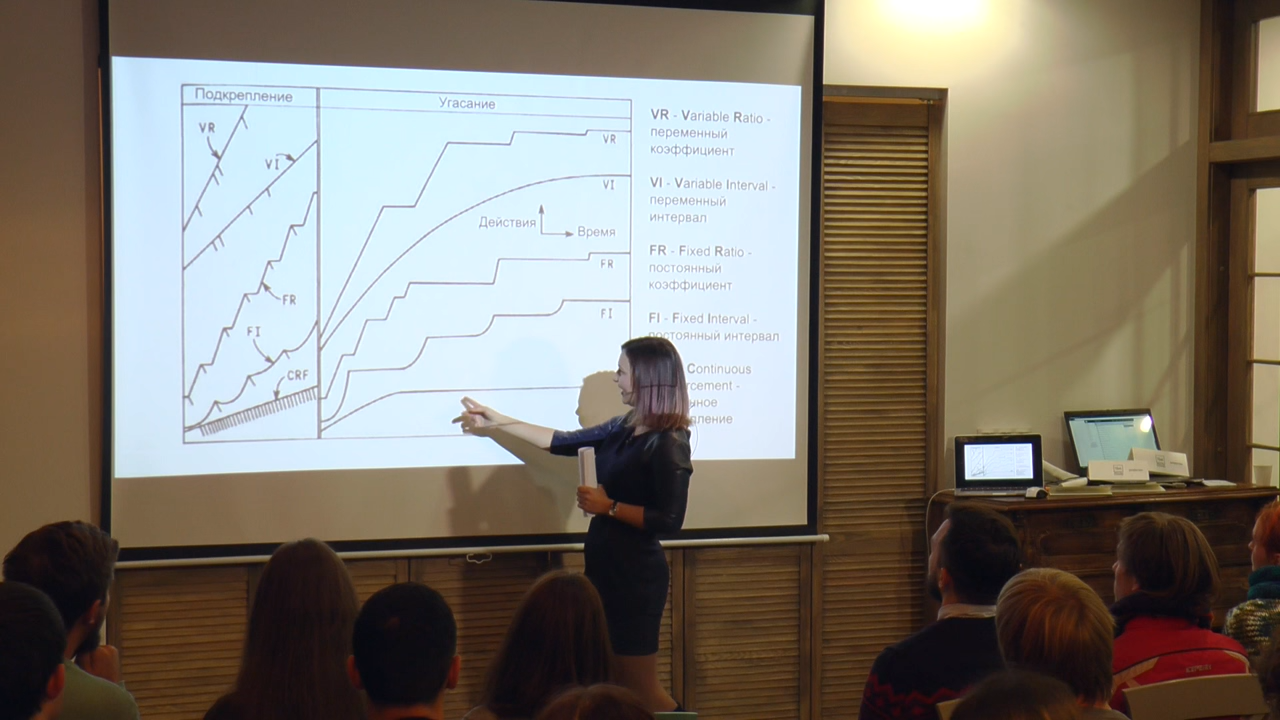 Подкрепление
Угасание
VR
VI
FR
FI
CRF
VR
VI
Действия
Время
FR
FI
VR - Variable Ratio -
переменный
коэффициент
VI - Variable Interval -
переменный
интервал
FR - Fixed Ratio -
постоянный
коэффициент
FI - Fixed Interval -
постоянный интервал
Continuous